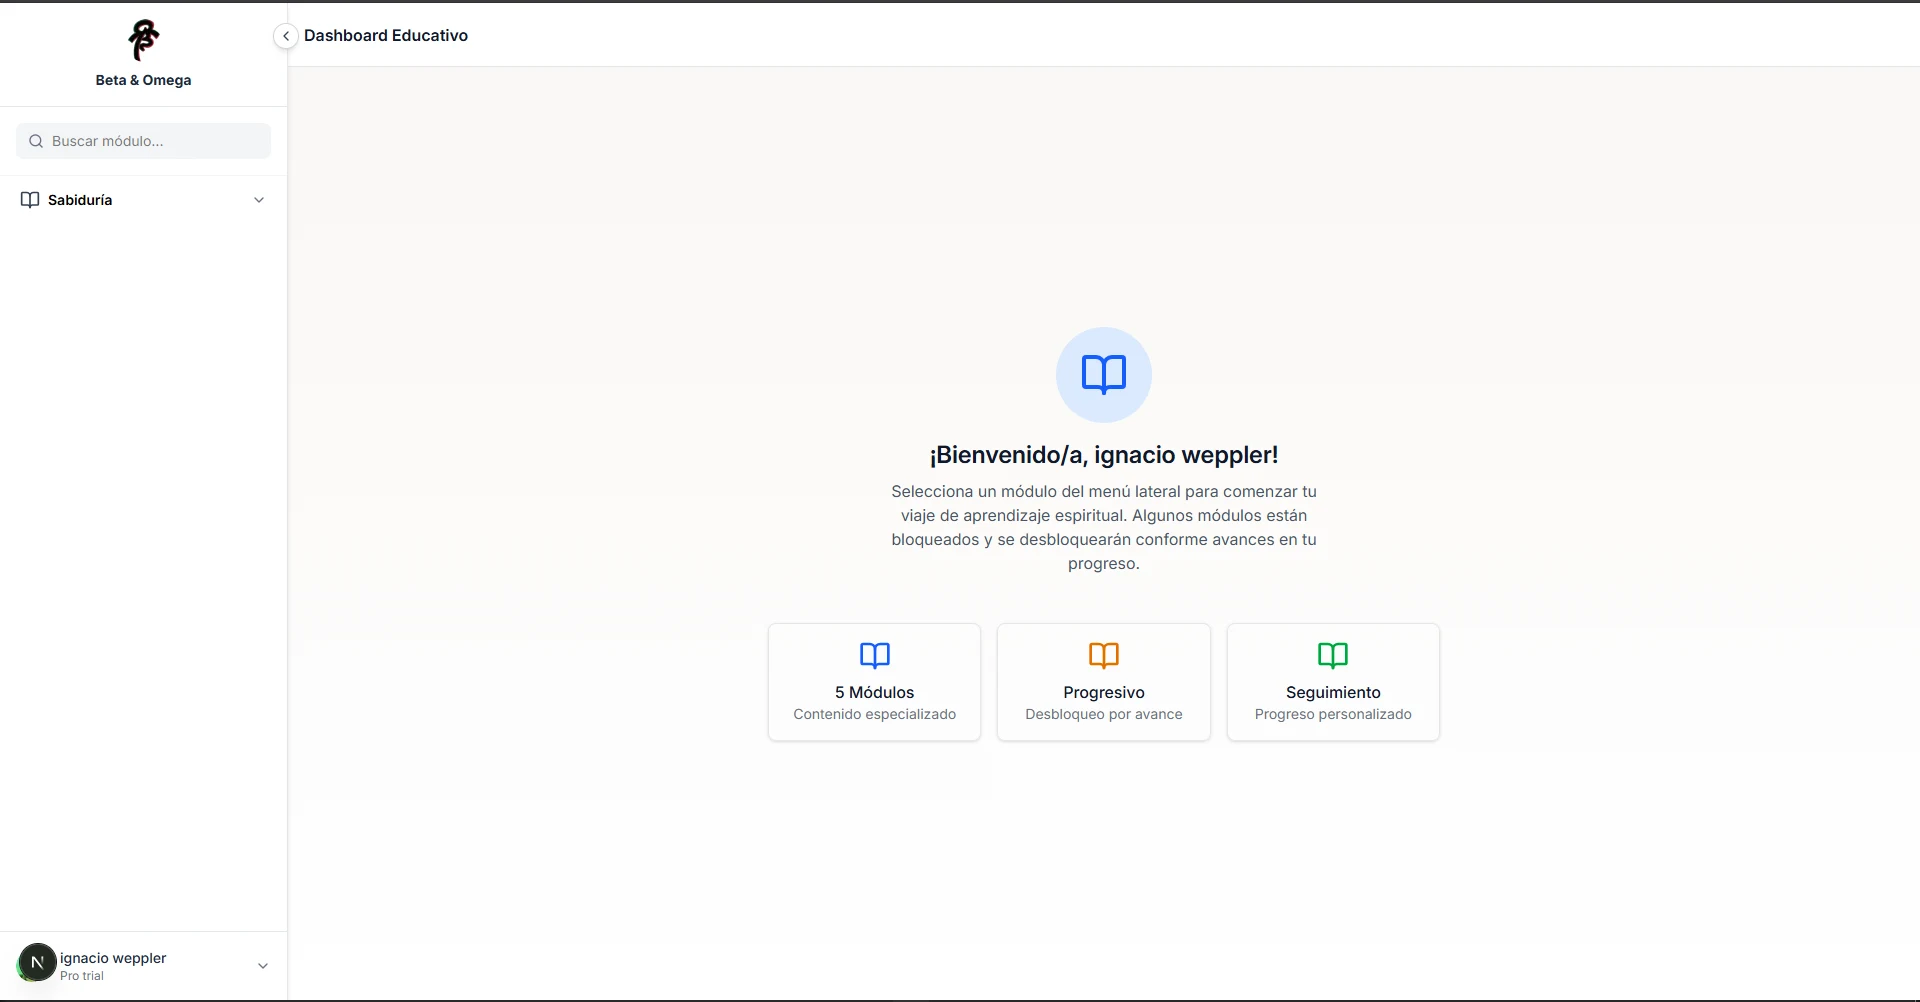 Beta & Omega
Buscar módulo...
Sabiduría
N
ignacio weppler
Pro trial
Dashboard Educativo
¡Bienvenido/a, ignacio weppler!
Selecciona un módulo del menú lateral para comenzar tu
viaje de aprendizaje espiritual. Algunos módulos están
bloqueados y se desbloquearán conforme avances en tu
progreso.
5 Módulos
Contenido especializado
Progresivo
Desbloqueo por avance
Seguimiento
Progreso personalizado